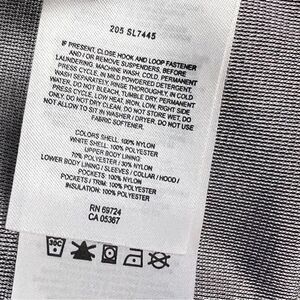 205 SL7445
IF PRESENT, CLOSE HOOK AND LOOP FASTENER
AND / OR REMOVE SUSPENDERS, BEFORE
LAUNDERING. MACHINE WASH COLD, PERMANENT
PRESS CYCLE, IN MILD POWDERED DETERGENT.
WASH SEPARATELY, RINSE THOROUGHLY, IN COLD
WATER. DO NOT BLEACH. TUMBLE DRY, PERMANENT
PRESS CYCLE, LOW HEAT. IRON, LOW, RIGHT SIDE
ONLY. DO NOT DRY CLEAN. DO NOT STORE WET. DO
NOT ALLOW TO SIT IN WASHER / DRYER. DO NOT USE
FABRIC SOFTENER.
COLORS SHELL: 100% NYLON
WHITE SHELL: 100% POLYESTER
UPPER BODY LINING:
70% POLYESTER / 30% NYLON
LOWER BODY LINING / SLEEVES / COLLAR / HOOD /
POCKETS: 100% NYLON
POCKETS / TRIM: 100% POLYESTER
INSULATION: 100% POLYESTER
RN 69724
CA 05367
30C